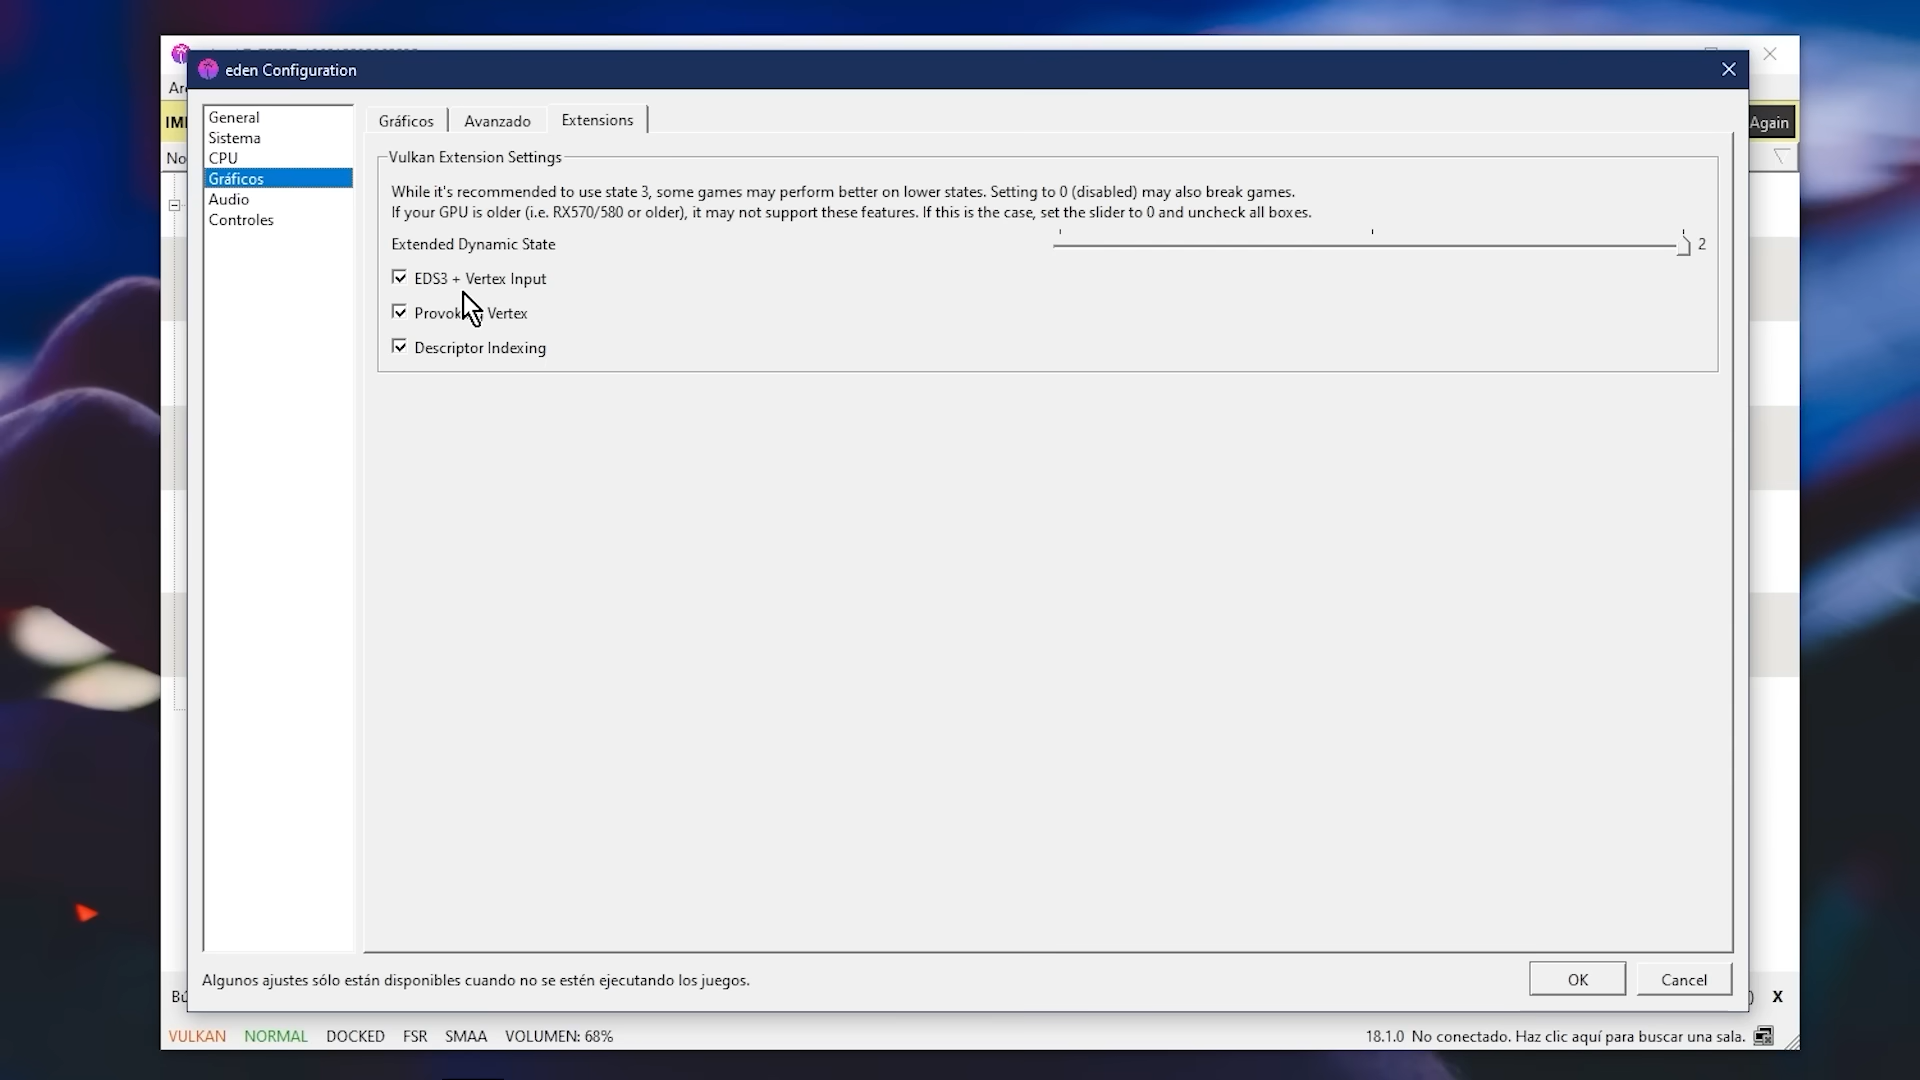 eden Configuration
Ar
IM
Again
No
General
Sistema
CPU
Gráficos
Audio
Controles
Gráficos
Avanzado
Extensions
Vulkan Extension Settings
While it's recommended to use state 3, some games may perform better on lower states. Setting to 0 (disabled) may also break games.
If your GPU is older (i.e. RX570/580 or older), it may not support these features. If this is the case, set the slider to 0 and uncheck all boxes.
Extended Dynamic State
2
EDS3 + Vertex Input
Provok Vertex
Descriptor Indexing
Algunos ajustes sólo están disponibles cuando no se estén ejecutando los juegos.
OK
Cancel
Bú
X
VULKAN NORMAL DOCKED FSR SMAA VOLUMEN: 68%
18.1.0 No conectado. Haz clic aquí para buscar una sala.